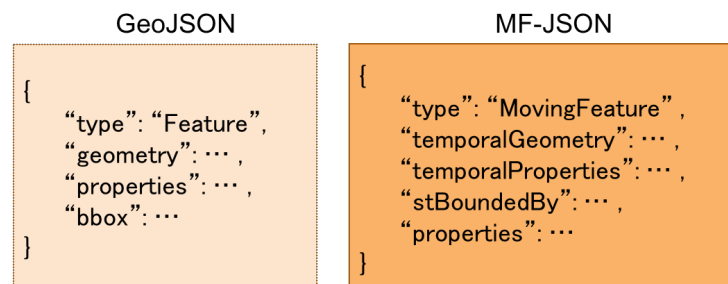 GeoJSON
{
“type”: “Feature”,
“geometry”: ⋯ ,
“properties”: ⋯ ,
“bbox”: ⋯
}
MF-JSON
{
“type”: “MovingFeature” ,
“temporalGeometry”: ⋯ ,
“temporalProperties”: ⋯ ,
“stBoundedBy”: ⋯ ,
“properties”: ⋯
}